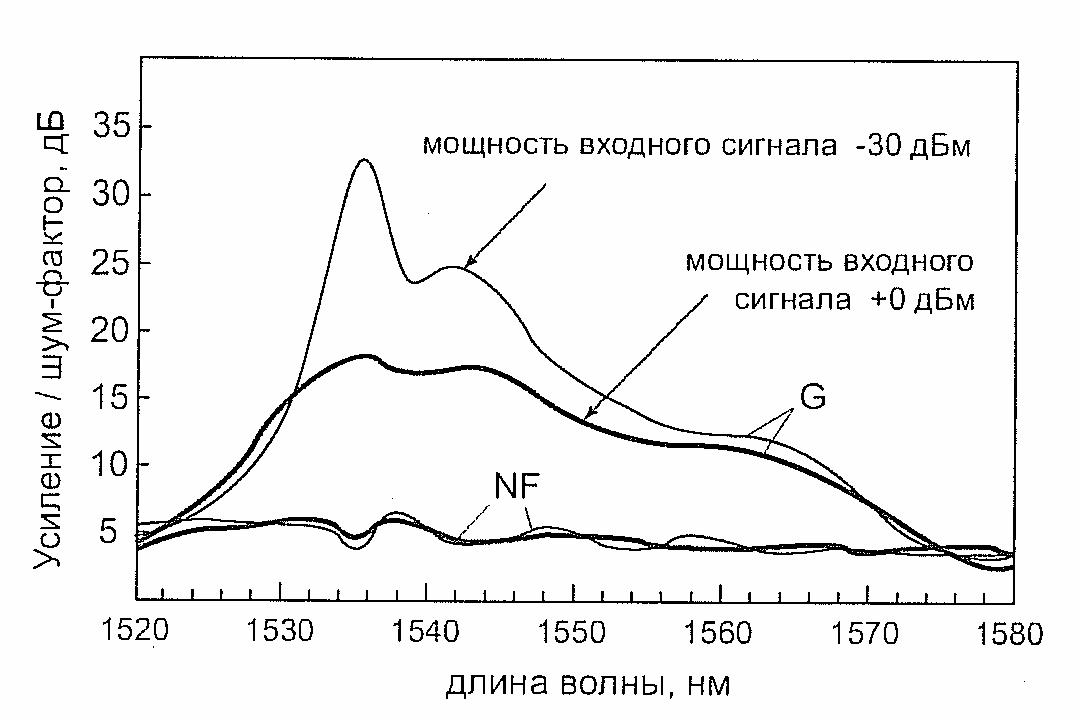 Усиление / шум-фактор, дБ
35
30
25
20
15
10
5
мощность входного сигнала -30 дБм
мощность входного
сигнала +0 дБм
G
NF
1520 1530 1540 1550 1560 1570 1580
длина волны, нм